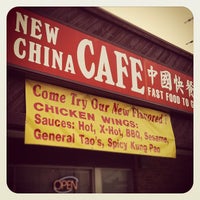 NEW
CHINA
CAFE
中國快餐
FAST FOOD TO
Come Try Our New Flavored!
CHICKEN WINGS:
Sauces: Hot, X-Hot, BBQ, Sesame,
General Tao's, Spicy Kung Pao
OPEN